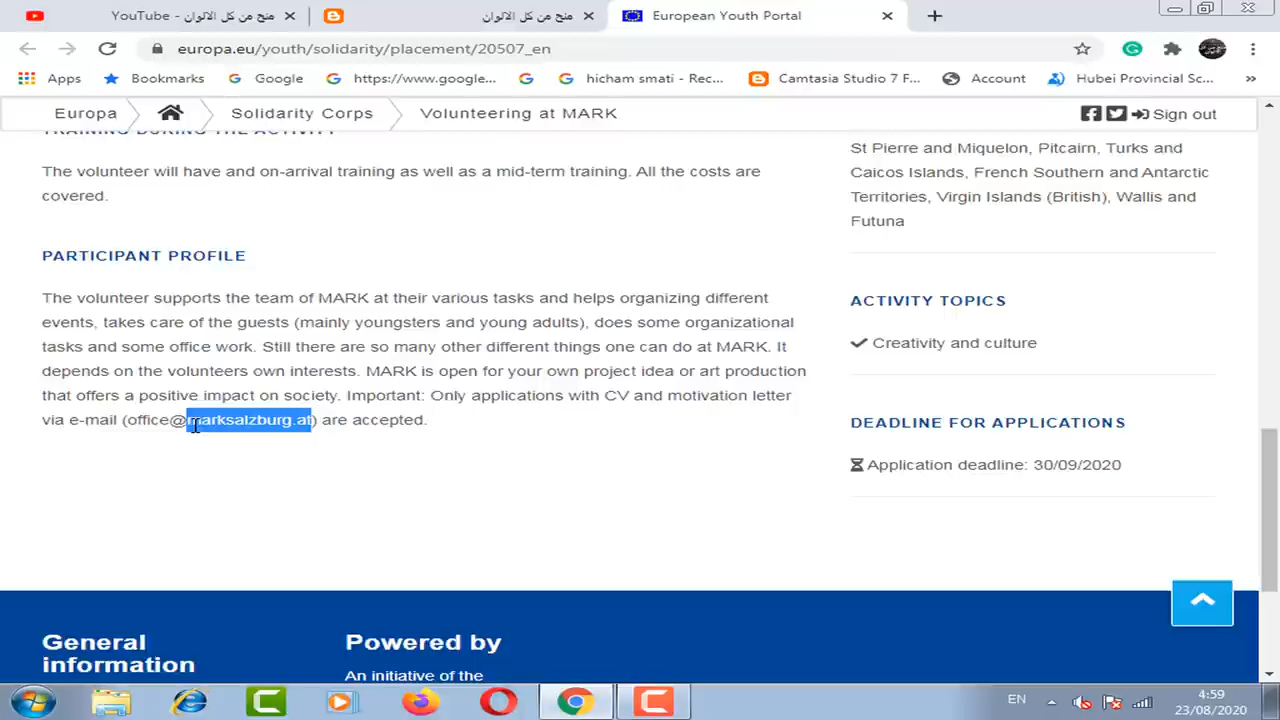 YouTube - منح من كل الالوان
منح من كل الالوان
European Youth Portal
europa.eu/youth/solidarity/placement/20507_en
Apps
Bookmarks
Google
https://www.google...
hicham smati - Rec...
Camtasia Studio 7 F...
Account
Hubei Provincial Sc...
»
Europa
Solidarity Corps
Volunteering at MARK
Sign out
TRAINING DURING THE ACTIVITY
The volunteer will have and on-arrival training as well as a mid-term training. All the costs are
covered.
PARTICIPANT PROFILE
The volunteer supports the team of MARK at their various tasks and helps organizing different
events, takes care of the guests (mainly youngsters and young adults), does some organizational
tasks and some office work. Still there are so many other different things one can do at MARK. It
depends on the volunteers own interests. MARK is open for your own project idea or art production
that offers a positive impact on society. Important: Only applications with CV and motivation letter
via e-mail (office@marksalzburg.at) are accepted.
St Pierre and Miquelon, Pitcairn, Turks and
Caicos Islands, French Southern and Antarctic
Territories, Virgin Islands (British), Wallis and
Futuna
ACTIVITY TOPICS
Creativity and culture
DEADLINE FOR APPLICATIONS
Application deadline: 30/09/2020
General
information
Powered by
An initiative of the
EN
4:59
23/08/2020